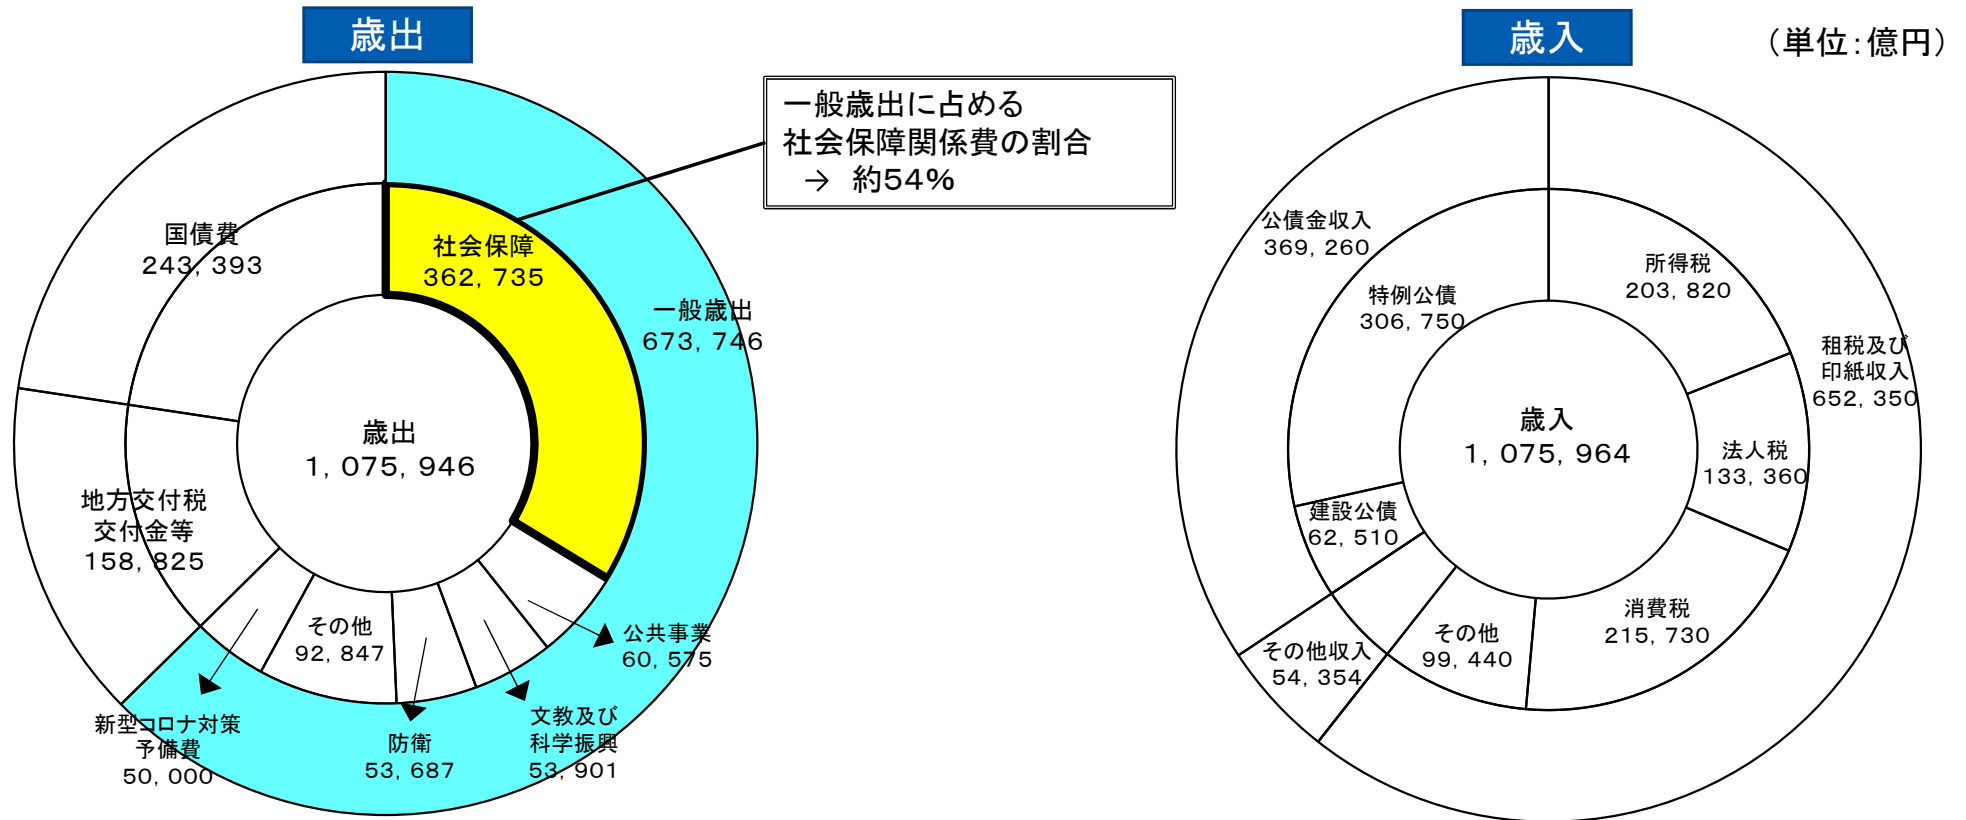 歳出
一般歳出に占める
社会保障関係費の割合
→ 約54%
国債費
243, 393
社会保障
362, 735
一般歳出
673, 746
歳出
1, 075, 946
地方交付税
交付金等
158, 825
その他
92, 847
公共事業
60, 575
新型コロナ対策
予備費
50, 000
防衛
53, 687
文教及び
科学振興
53, 901
歳入
（単位：億円）
公債金収入
369, 260
所得税
203, 820
特例公債
306, 750
租税及び
印紙収入
652, 350
歳入
1, 075, 964
法人税
133, 360
建設公債
62, 510
消費税
215, 730
その他
99, 440
その他収入
54, 354